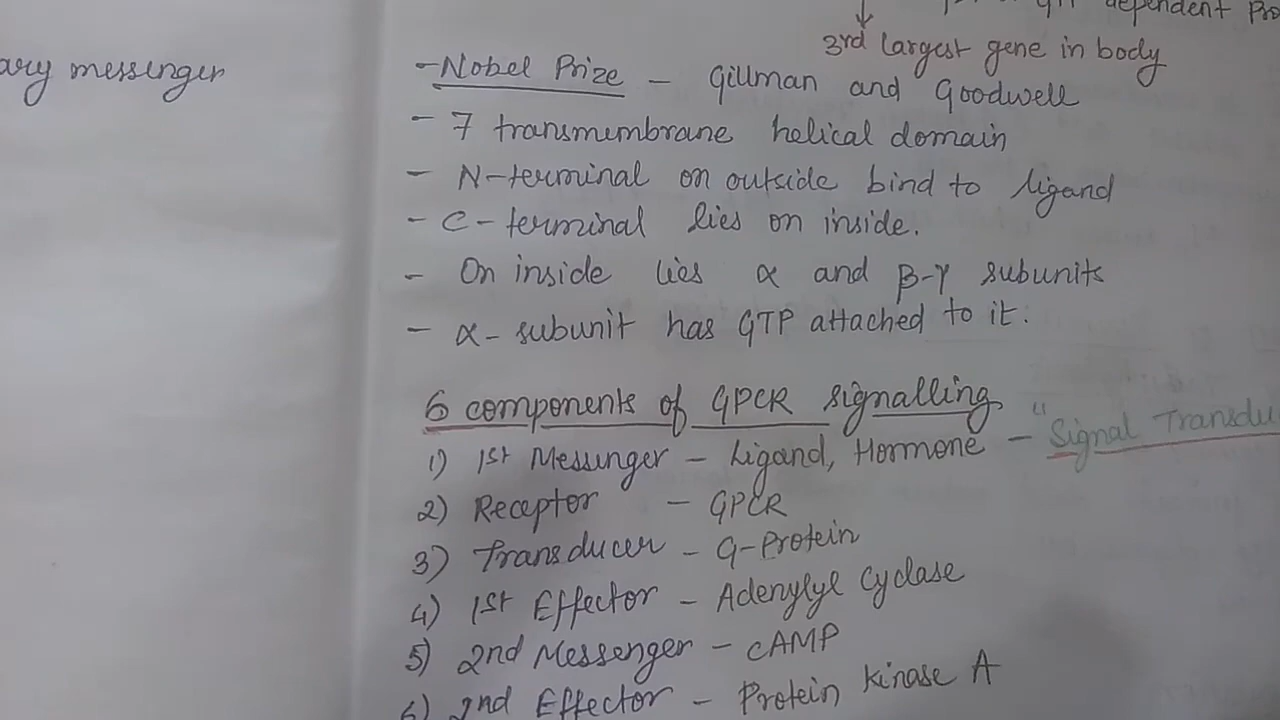 dependent Pro
3rd largest gene in body
ary messenger
- Nobel Prize - Gillman and Goodwell
- 7 transmembrane helical domain
- N-terminal on outside bind to ligand
- C-terminal lies on inside.
- On inside lies α and β-γ subunits
- α-subunit has GTP attached to it.
6 components of GPCR signalling
1) 1st Messenger - Ligand, Hormone - "Signal Transdu
2) Receptor - GPCR
3) Transducer - G-Protein
4) 1st Effector - Adenylyl Cyclase
5) 2nd Messenger - cAMP
6) 2nd Effector - Protein kinase A